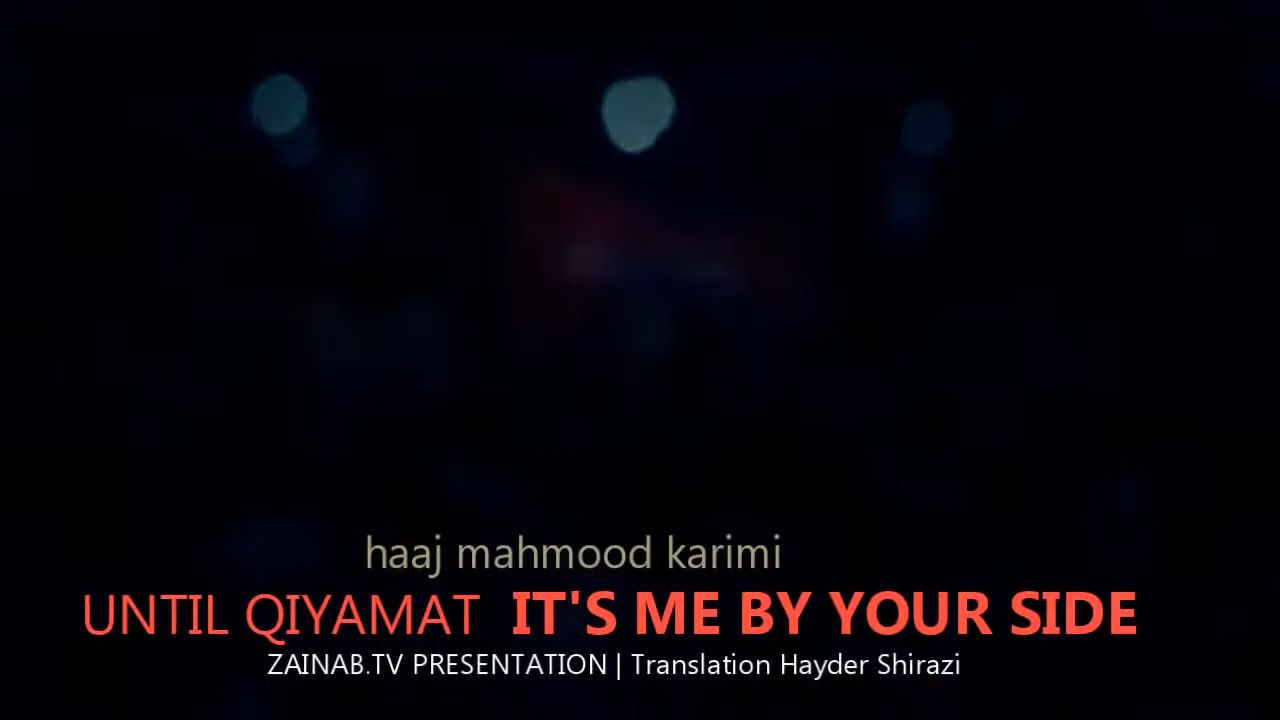 haaj mahmood karimi
UNTIL QIYAMAT IT'S ME BY YOUR SIDE
ZAINAB.TV PRESENTATION | Translation Hayder Shirazi